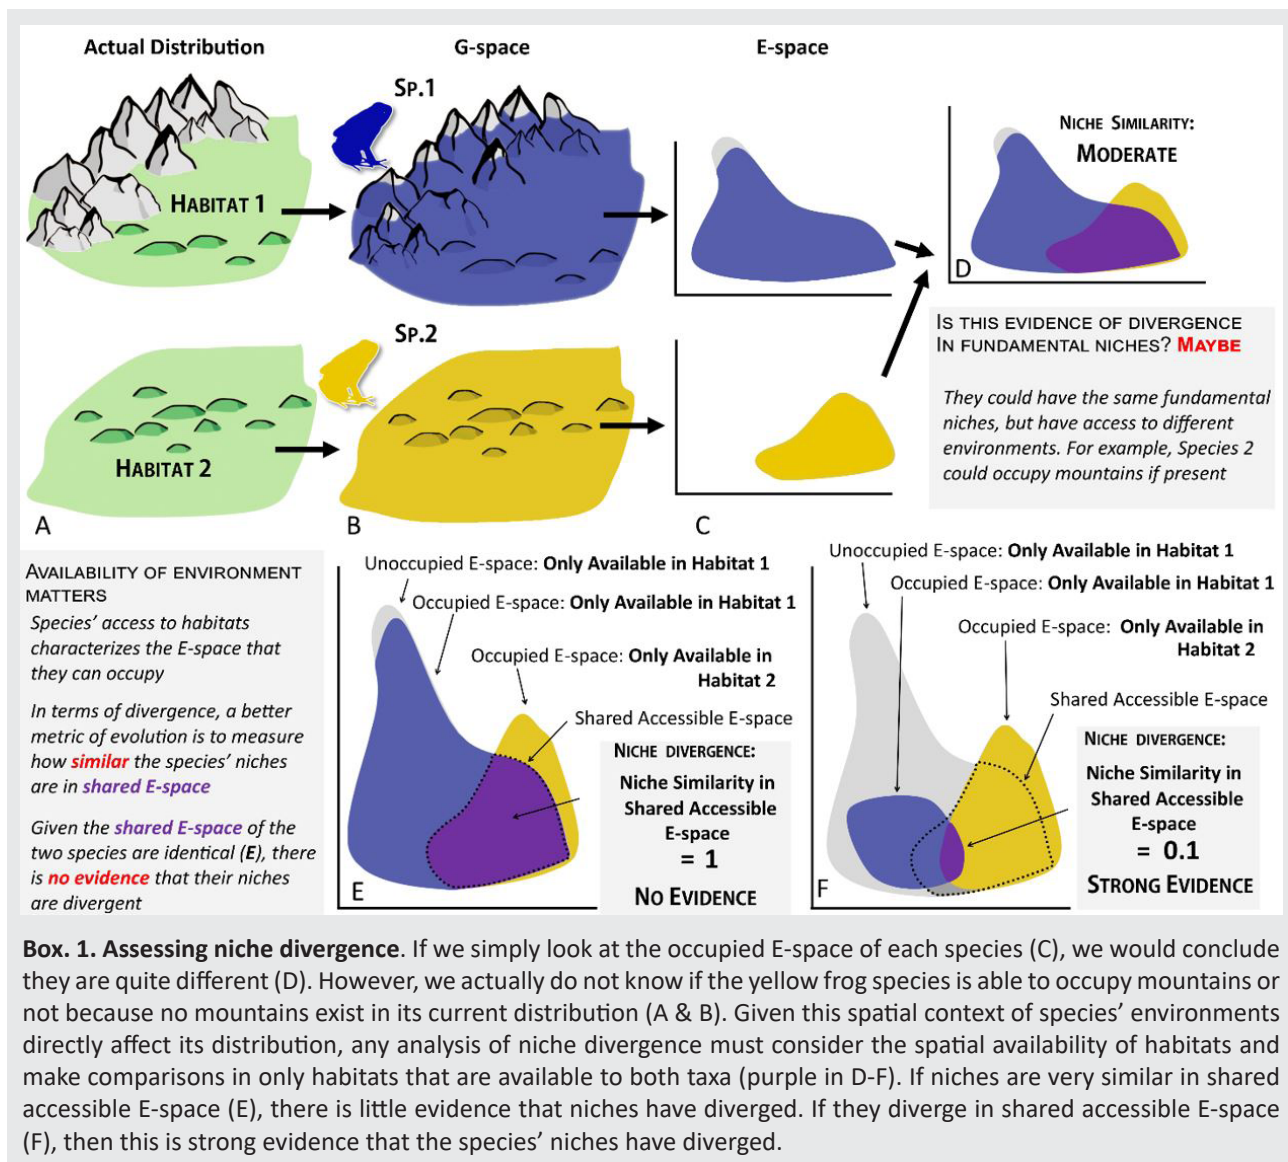 Actual Distribution
G-space
E-space
SP.1
HABITAT 1
NICHE SIMILARITY:
MODERATE
D
SP.2
HABITAT 2
A
B
C
IS THIS EVIDENCE OF DIVERGENCE
IN FUNDAMENTAL NICHES? MAYBE
They could have the same fundamental
niches, but have access to different
environments. For example, Species 2
could occupy mountains if present
AVAILABILITY OF ENVIRONMENT
MATTERS
Species' access to habitats
characterizes the E-space that
they can occupy
In terms of divergence, a better
metric of evolution is to measure
how similar the species' niches
are in shared E-space
Given the shared E-space of the
two species are identical (E), there
is no evidence that their niches
are divergent
Unoccupied E-space: Only Available in Habitat 1
Occupied E-space: Only Available in Habitat 1
Occupied E-space: Only Available in
Habitat 2
Shared Accessible E-space
NICHE DIVERGENCE:
Niche Similarity in
Shared Accessible
E-space
= 1
NO EVIDENCE
E
Unoccupied E-space: Only Available in Habitat 1
Occupied E-space: Only Available in Habitat 1
Occupied E-space: Only Available in
Habitat 2
Shared Accessible E-space
NICHE DIVERGENCE:
Niche Similarity in
Shared Accessible
E-space
= 0.1
STRONG EVIDENCE
F
Box. 1. Assessing niche divergence. If we simply look at the occupied E-space of each species (C), we would conclude
they are quite different (D). However, we actually do not know if the yellow frog species is able to occupy mountains or
not because no mountains exist in its current distribution (A & B). Given this spatial context of species' environments
directly affect its distribution, any analysis of niche divergence must consider the spatial availability of habitats and
make comparisons in only habitats that are available to both taxa (purple in D-F). If niches are very similar in shared
accessible E-space (E), there is little evidence that niches have diverged. If they diverge in shared accessible E-space
(F), then this is strong evidence that the species' niches have diverged.